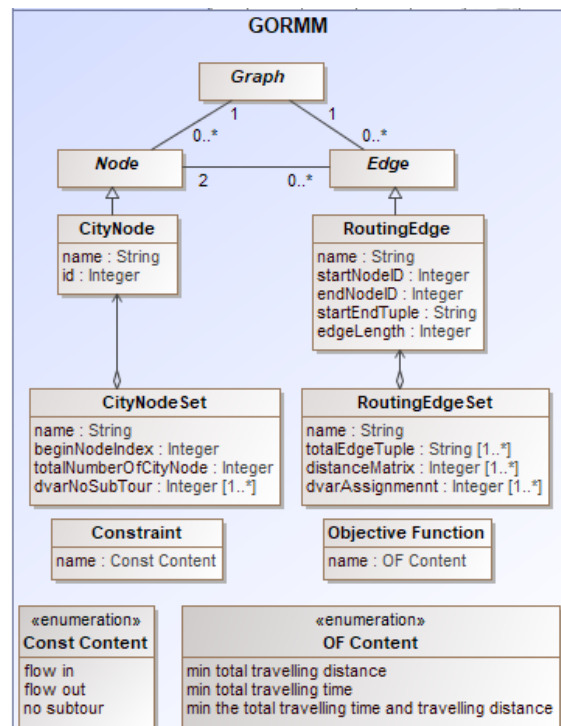 GORMM
Graph
1
1
0..*
0..*
Node
Edge
2
0..*
CityNode
name : String
id : Integer
RoutingEdge
name : String
startNodeID : Integer
endNodeID : Integer
startEndTuple : String
edgeLength : Integer
CityNodeSet
name : String
beginNodeIndex : Integer
totalNumberOfCityNode : Integer
dvarNoSubTour : Integer [1..*]
RoutingEdgeSet
name : String
totalEdgeTuple : String [1..*]
distanceMatrix : Integer [1..*]
dvarAssignmennt : Integer [1..*]
Constraint
name : Const Content
Objective Function
name : OF Content
«enumeration»
Const Content
flow in
flow out
no subtour
«enumeration»
OF Content
min total travelling distance
min total travelling time
min the total travelling time and travelling distance